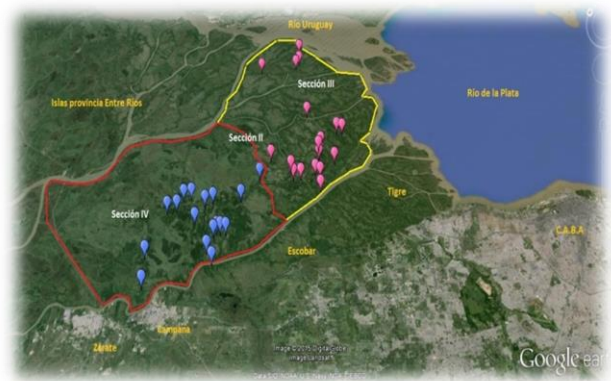 Río Uruguay
Sección III
Río de la Plata
Islas provincia Entre Ríos
Sección II
Tigre
Sección IV
C.A.B.A
Escobar
Campana
Zárate
Google earth